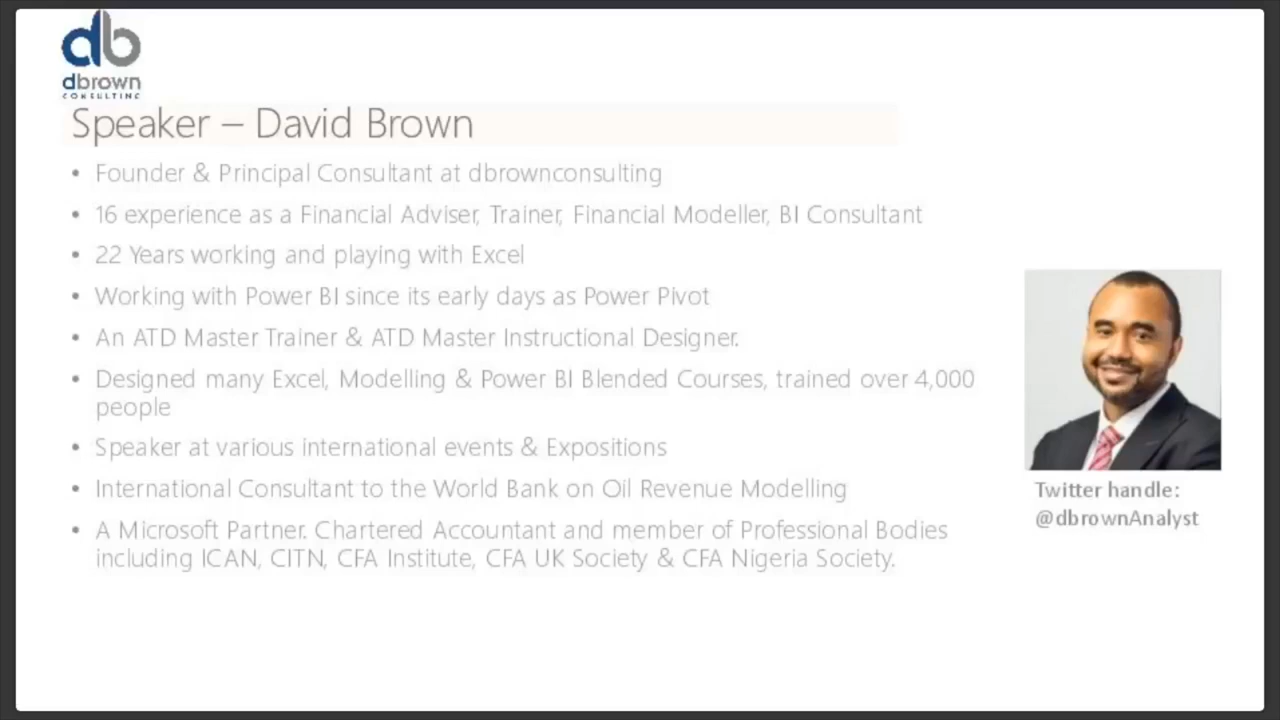 db
dbrown
CONSULTING
Speaker – David Brown
• Founder & Principal Consultant at dbrownconsulting
• 16 experience as a Financial Adviser, Trainer, Financial Modeller, BI Consultant
• 22 Years working and playing with Excel
• Working with Power BI since its early days as Power Pivot
• An ATD Master Trainer & ATD Master Instructional Designer.
• Designed many Excel, Modelling & Power BI Blended Courses, trained over 4,000
people
• Speaker at various international events & Expositions
• International Consultant to the World Bank on Oil Revenue Modelling
• A Microsoft Partner. Chartered Accountant and member of Professional Bodies
including ICAN, CITN, CFA Institute, CFA UK Society & CFA Nigeria Society.
Twitter handle:
@dbrownAnalyst